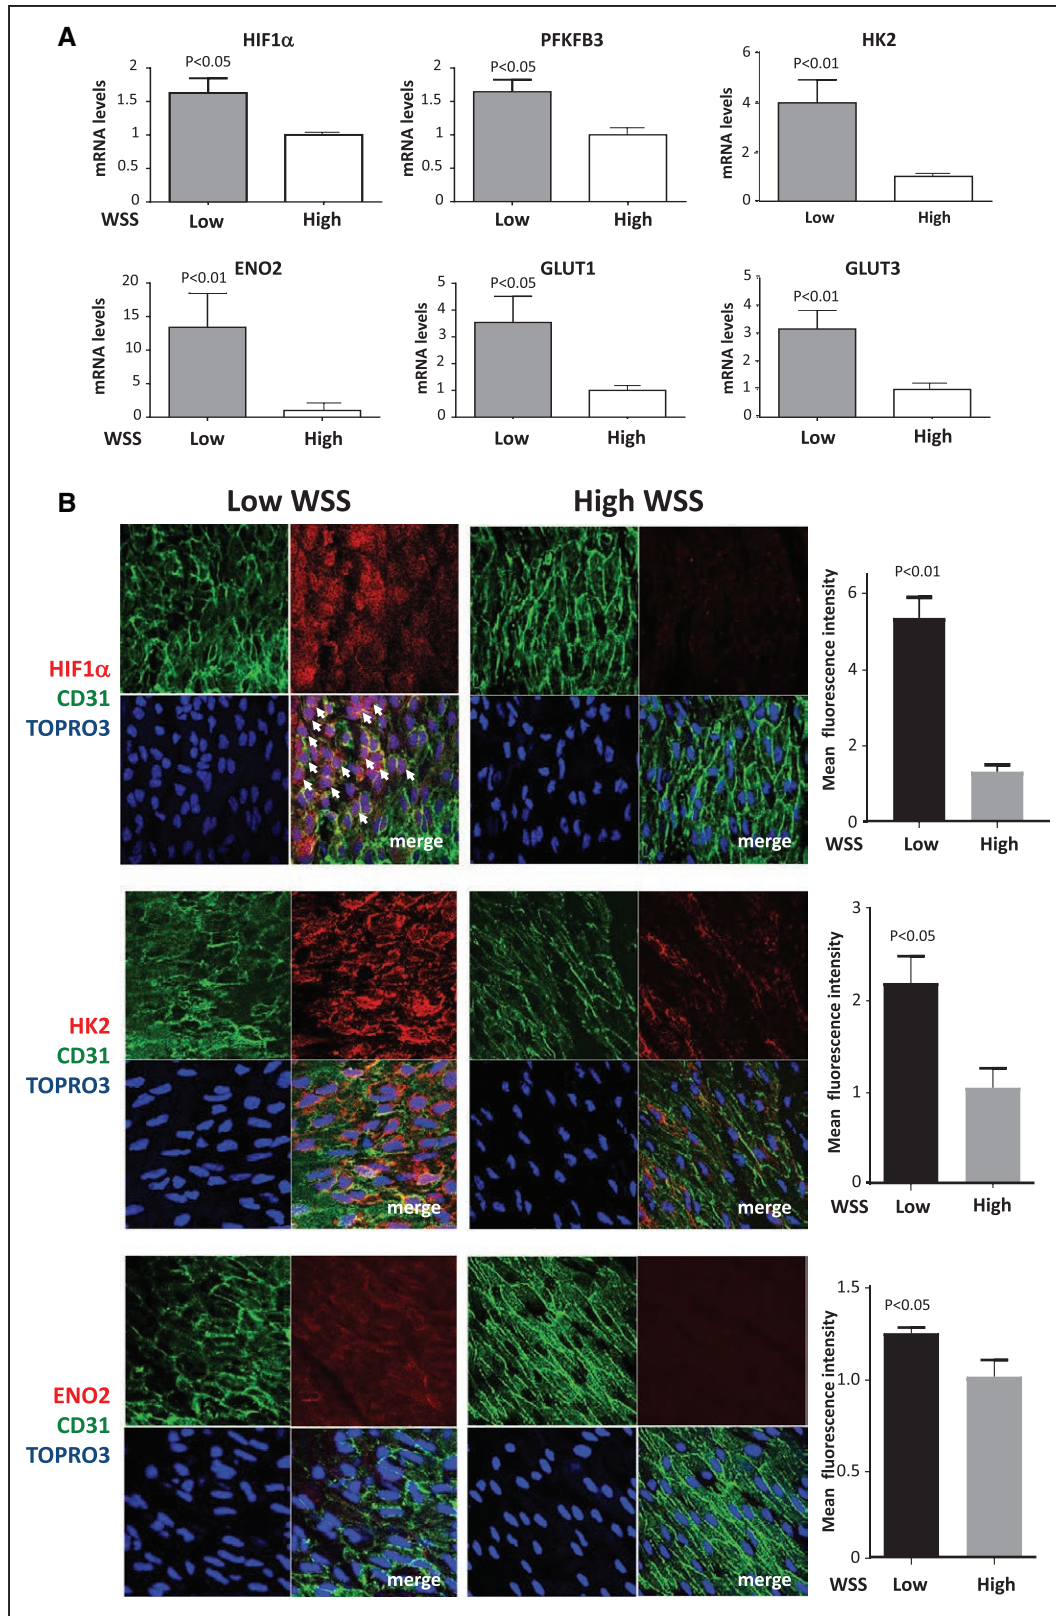 A
HIF1α
PFKFB3
HK2
P<0.05
P<0.05
P<0.01
mRNA levels
2
1.5
1
0.5
0
mRNA levels
2
1.5
1
0.5
0
mRNA levels
6
4
2
0
WSS Low High
Low High
Low High
ENO2
GLUT1
GLUT3
P<0.01
P<0.05
P<0.01
mRNA levels
20
15
10
5
0
mRNA levels
5
4
3
2
1
0
mRNA levels
5
4
3
2
1
0
WSS Low High
Low High
Low High
B
Low WSS
High WSS
HIF1α
CD31
TOPRO3
merge
merge
Mean fluorescence intensity
P<0.01
6
4
2
0
WSS Low High
HK2
CD31
TOPRO3
merge
merge
Mean fluorescence intensity
P<0.05
3
2
1
0
WSS Low High
ENO2
CD31
TOPRO3
merge
merge
Mean fluorescence intensity
P<0.05
1.5
1.0
0.5
0
WSS Low High